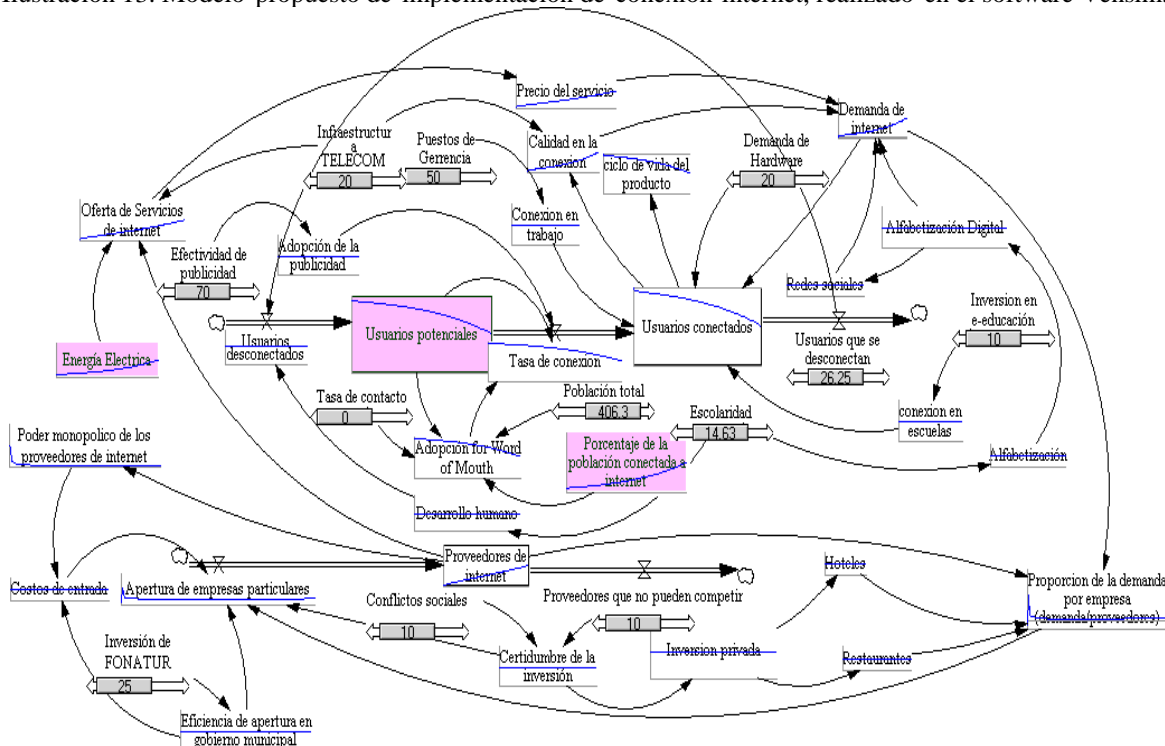 Ilustración 13. Modelo propuesto de implementación de conexión internet, realizado en el software Vensim.
Precio del servicio
Demanda de
internet
Infraestructur
a
TELECOM
20
Puestos de
Gerrencia
50
Calidad en la
conexion
ciclo de vida del
producto
Demanda de
Hardware
20
Oferta de Servicios
de internet
Conexion en
trabajo
Alfabetización Digital
Efectividad de
publicidad
70
Adopción de la
publicidad
Redes sociales
Usuarios potenciales
Usuarios conectados
Inversion en
e-educación
10
Usuarios
desconectados
Tasa de conexion
Usuarios que se
desconectan
26.25
Energía Electrica
Tasa de contacto
0
Población total
406.3
Escolaridad
14.63
conexion en
escuelas
Poder monopolico de los
proveedores de internet
Adopcion for Word
of Mouth
Porcentaje de la
población conectada a
internet
Alfabetización
Desarrollo humano
Proveedores de
internet
Hoteles
Costos de entrada
Apertura de empresas particulares
Conflictos sociales
10
Proveedores que no pueden competir
10
Proporcion de la demanda
por empresa
(demanda/proveedores)
Inversión de
FONATUR
25
Certidumbre de la
inversión
Inversion privada
Restaurantes
Eficiencia de apertura en
gobierno municipal